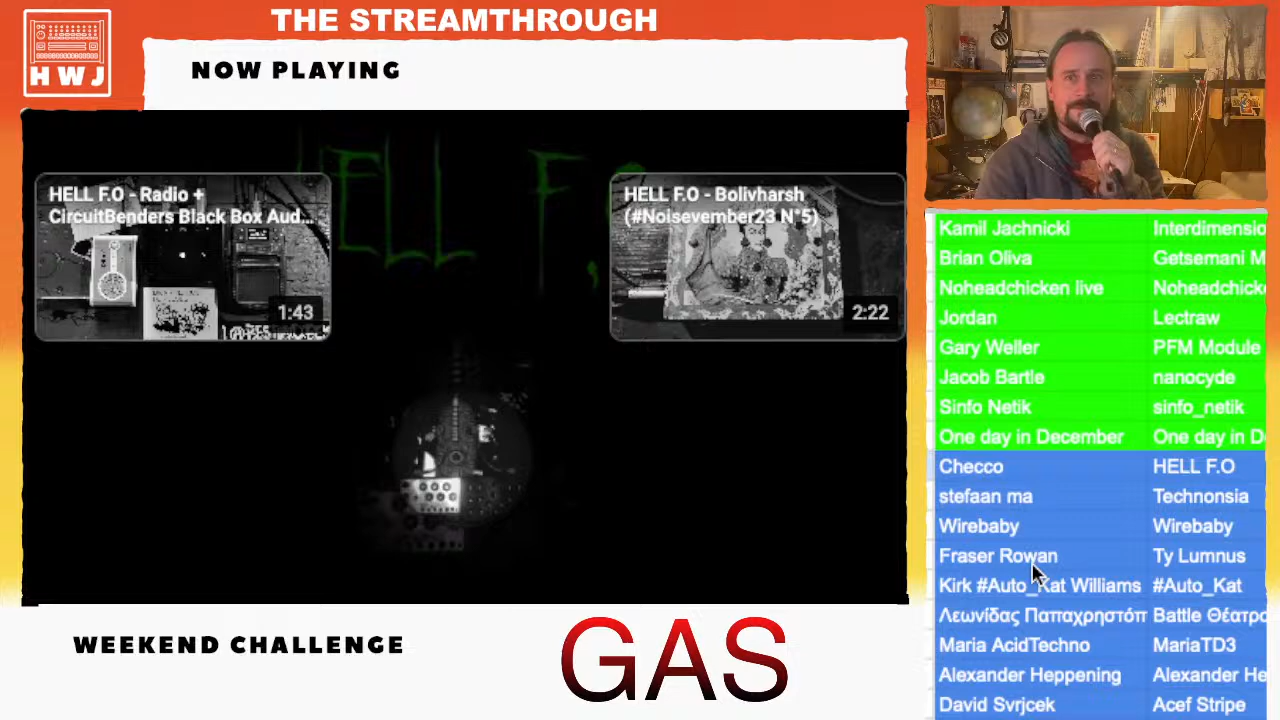 THE STREAMTHROUGH
HWJ
NOW PLAYING
HELL F.O
HELL F.O - Radio +
CircuitBenders Black Box Aud...
1:43
HELL F.O - Bolivharsh
(#Noisevember23 N°5)
2:22
WEEKEND CHALLENGE
GAS
Kamil Jachnicki Interdimensio
Brian Oliva Getsemani M
Noheadchicken live Noheadchick
Jordan Lectraw
Gary Weller PFM Module
Jacob Bartle nanocyde
Sinfo Netik sinfo_netik
One day in December One day in D
Checco HELL F.O
stefaan ma Technonsia
Wirebaby Wirebaby
Fraser Rowan Ty Lumnus
Kirk #Auto_Kat Williams #Auto_Kat
Λεωνίδας Παπαχρηστόπ Battle Θέατρο
Maria AcidTechno MariaTD3
Alexander Heppening Alexander He
David Svrjcek Acef Stripe